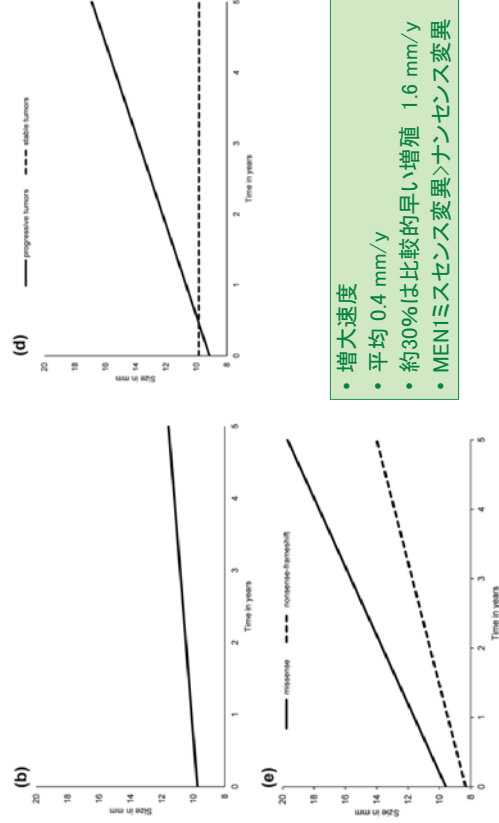 (b)
20
18
16
14
12
10
8
Size in mm
0 1 2 3 4 5
Time in years
(d)
progressive tumors stable tumors
20
18
16
14
12
10
8
Size in mm
0 1 2 3 4 5
Time in years
(e)
missense nonsense-frameshift
20
18
16
14
12
10
8
Size in mm
0 1 2 3 4 5
Time in years
• 増大速度
• 平均 0.4 mm/y
• 約30%は比較的早い増殖 1.6 mm/y
• MEN1ミスセンス変異>ナンセンス変異